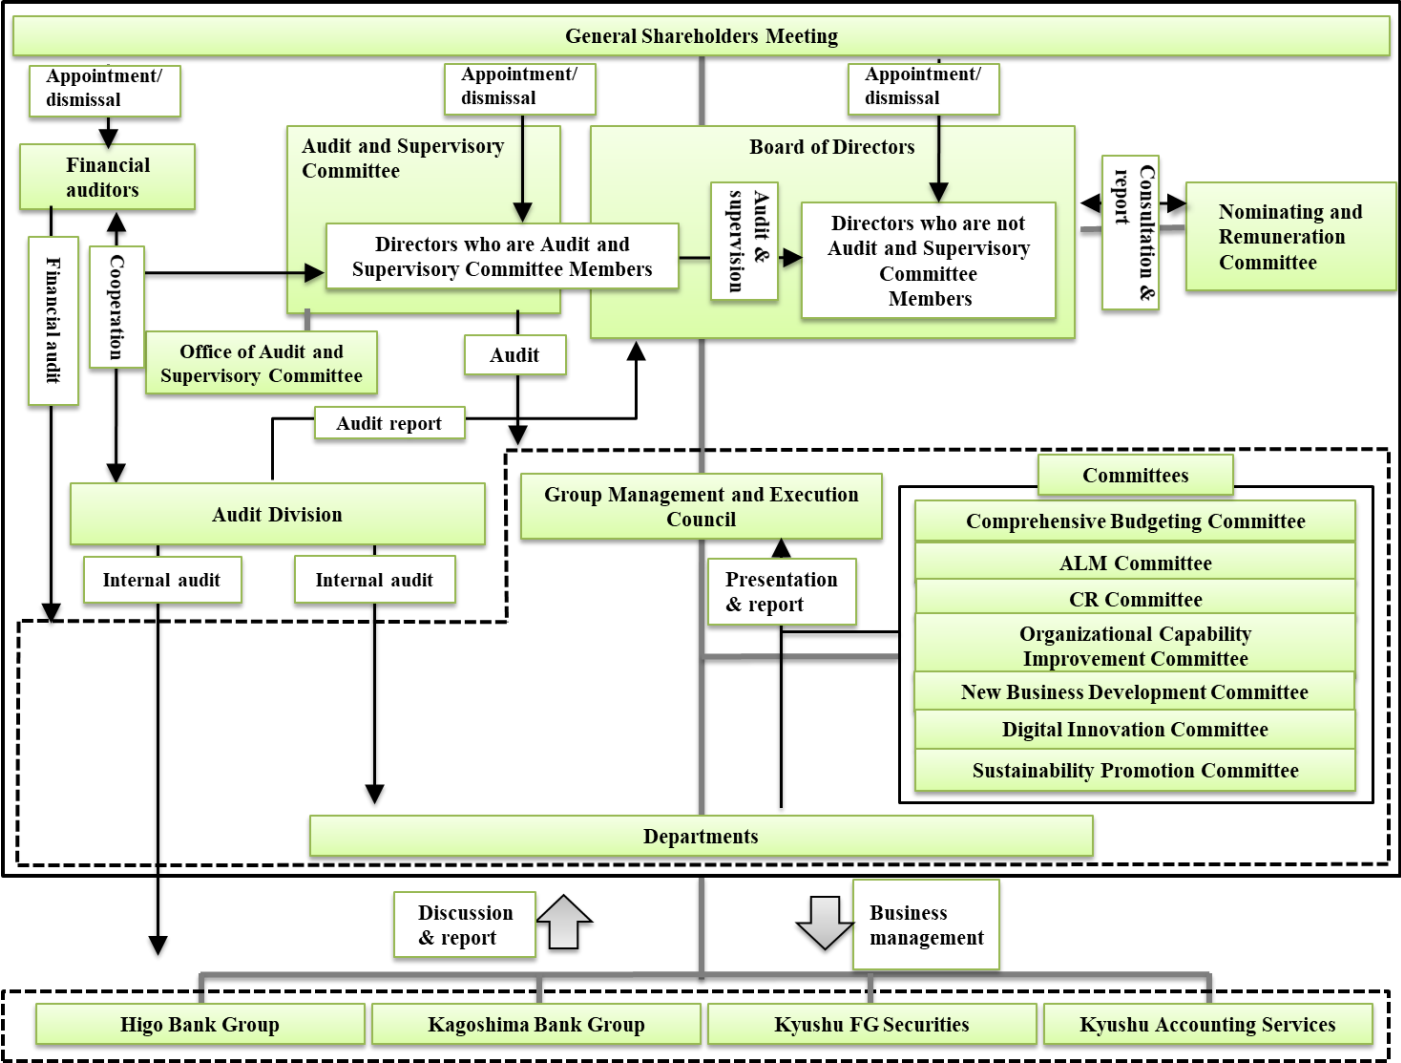 General Shareholders Meeting
Appointment/
dismissal
Appointment/
dismissal
Appointment/
dismissal
Financial
auditors
Audit and Supervisory
Committee
Board of Directors
Directors who are Audit and
Supervisory Committee Members
Audit &
supervision
Directors who are not
Audit and Supervisory
Committee
Members
Consultation &
report
Nominating and
Remuneration
Committee
Financial audit
Cooperation
Office of Audit and
Supervisory Committee
Audit
Audit report
Audit Division
Internal audit
Internal audit
Group Management and Execution
Council
Presentation
& report
Committees
Comprehensive Budgeting Committee
ALM Committee
CR Committee
Organizational Capability
Improvement Committee
New Business Development Committee
Digital Innovation Committee
Sustainability Promotion Committee
Departments
Discussion
& report
Business
management
Higo Bank Group
Kagoshima Bank Group
Kyushu FG Securities
Kyushu Accounting Services